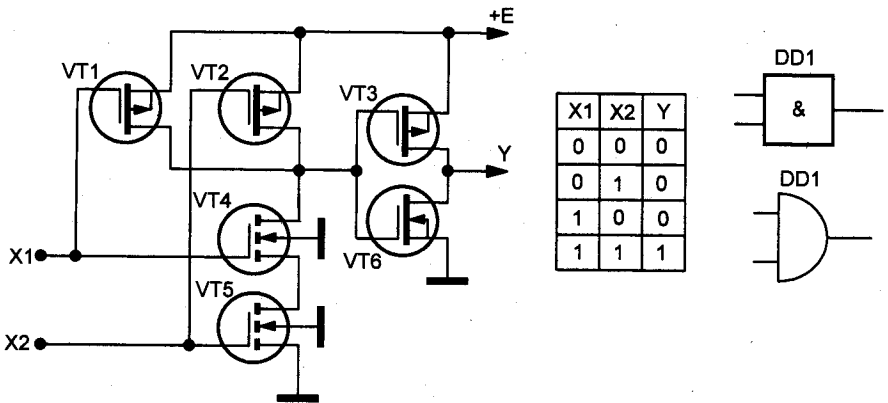 +E
VT1
VT2
VT3
Y
VT4
X1
VT6
VT5
X2
X1 X2 Y
0 0 0
0 1 0
1 0 0
1 1 1
DD1
&
DD1